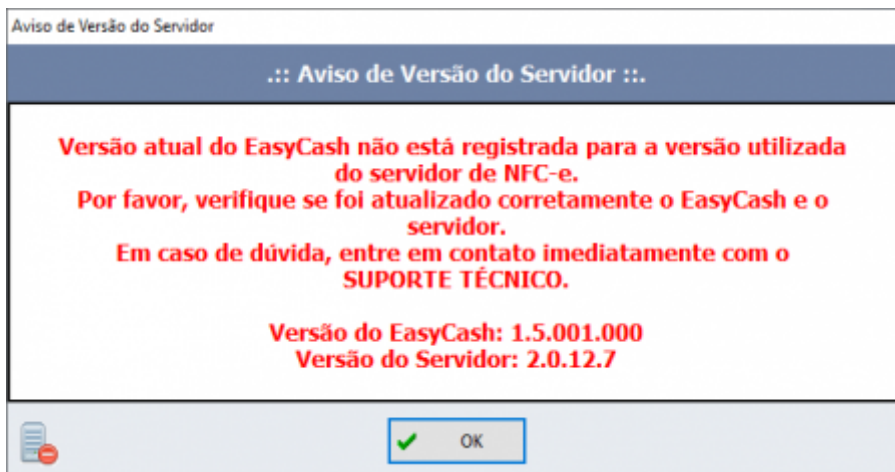 Aviso de Versão do Servidor
.:: Aviso de Versão do Servidor ::.
Versão atual do EasyCash não está registrada para a versão utilizada
do servidor de NFC-e.
Por favor, verifique se foi atualizado corretamente o EasyCash e o
servidor.
Em caso de dúvida, entre em contato imediatamente com o
SUPORTE TÉCNICO.
Versão do EasyCash: 1.5.001.000
Versão do Servidor: 2.0.12.7
OK